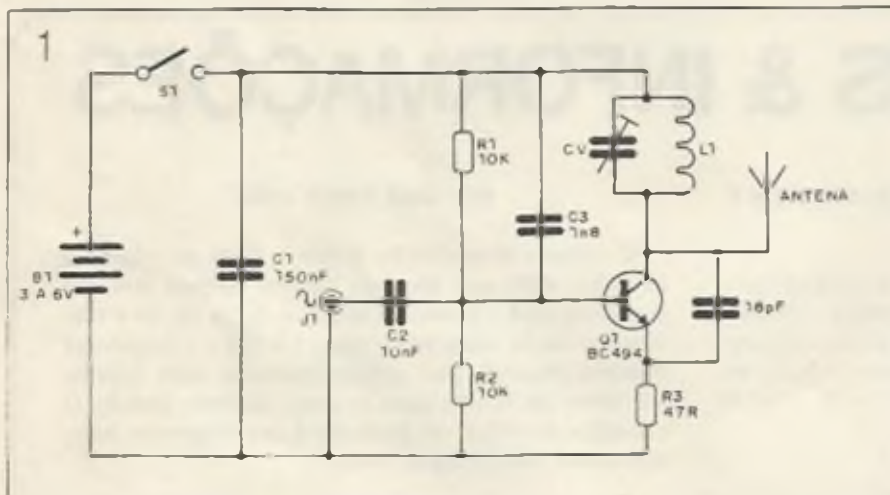 S & INFORMAÇÕES
1
S1
R1
10K
CV
L1
ANTENA
+
B1
3 A 6V
C1
150nF
J1
C2
10nF
C3
1n8
Q1
BC494
18pF
R2
10K
R3
47R